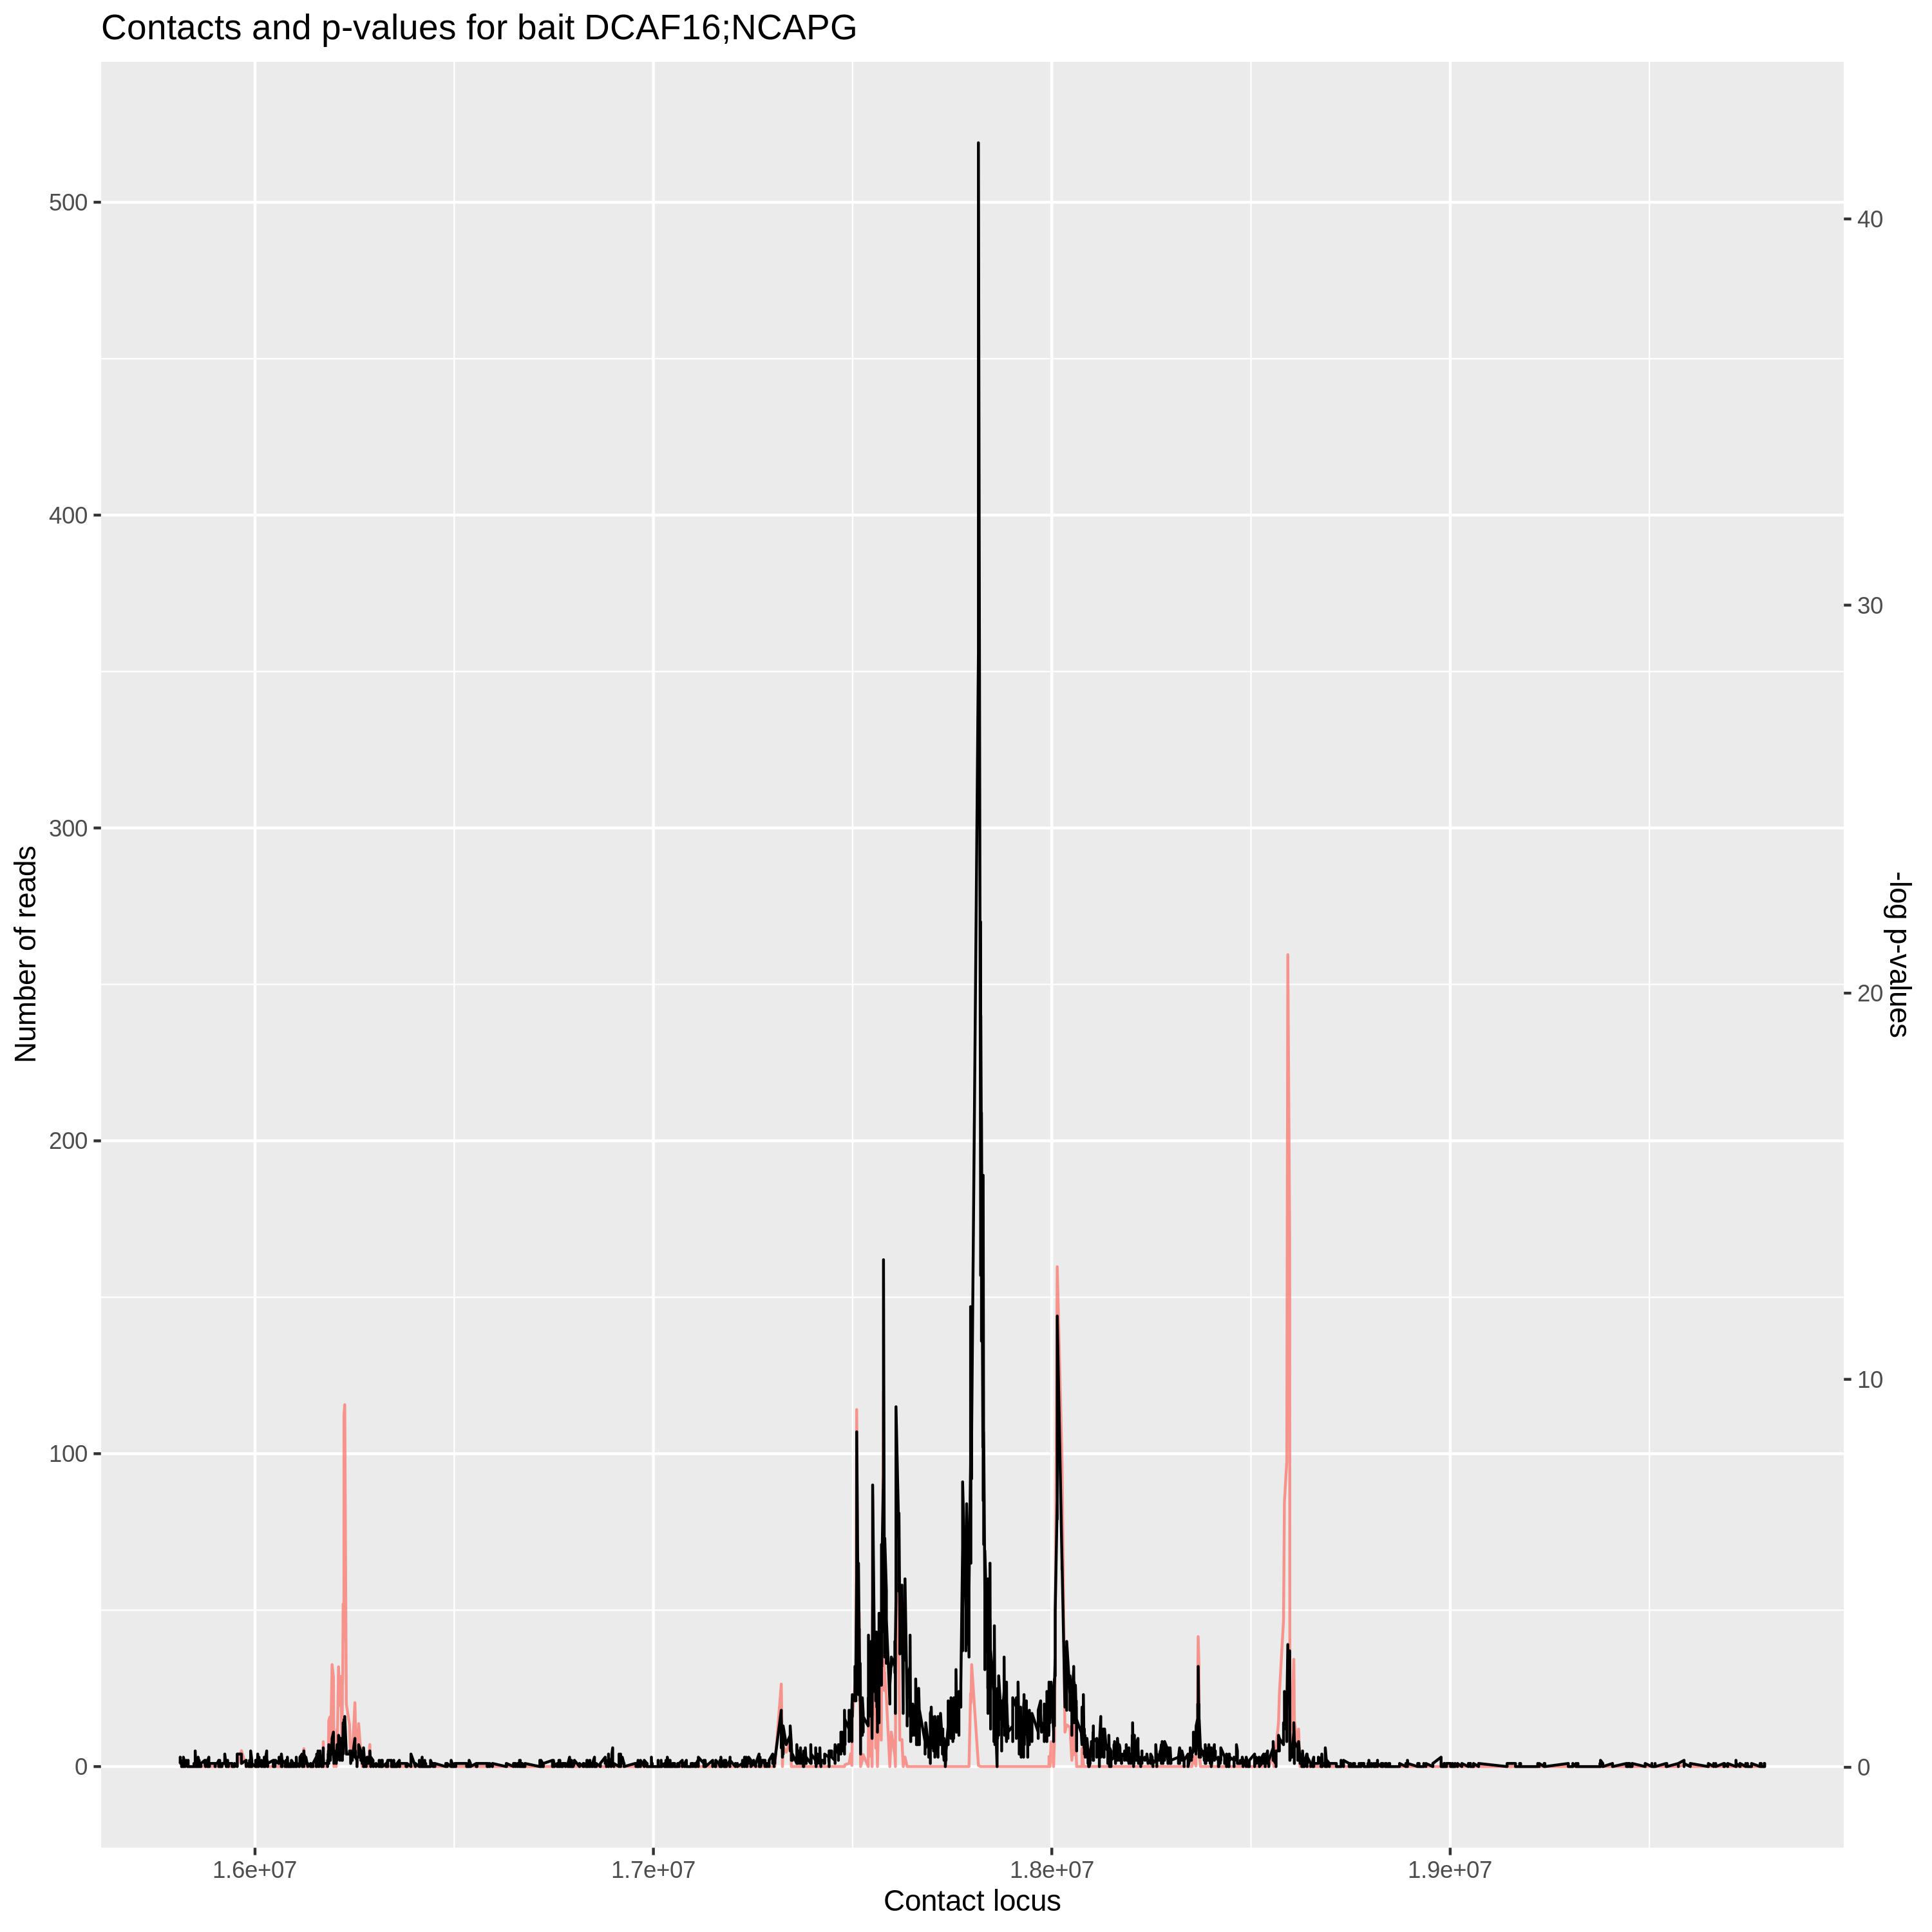 Contacts and p-values for bait DCAF16;NCAPG
500
400
300
200
100
0
Number of reads
40
30
20
10
0
-log p-values
1.6e+07
1.7e+07
1.8e+07
1.9e+07
Contact locus